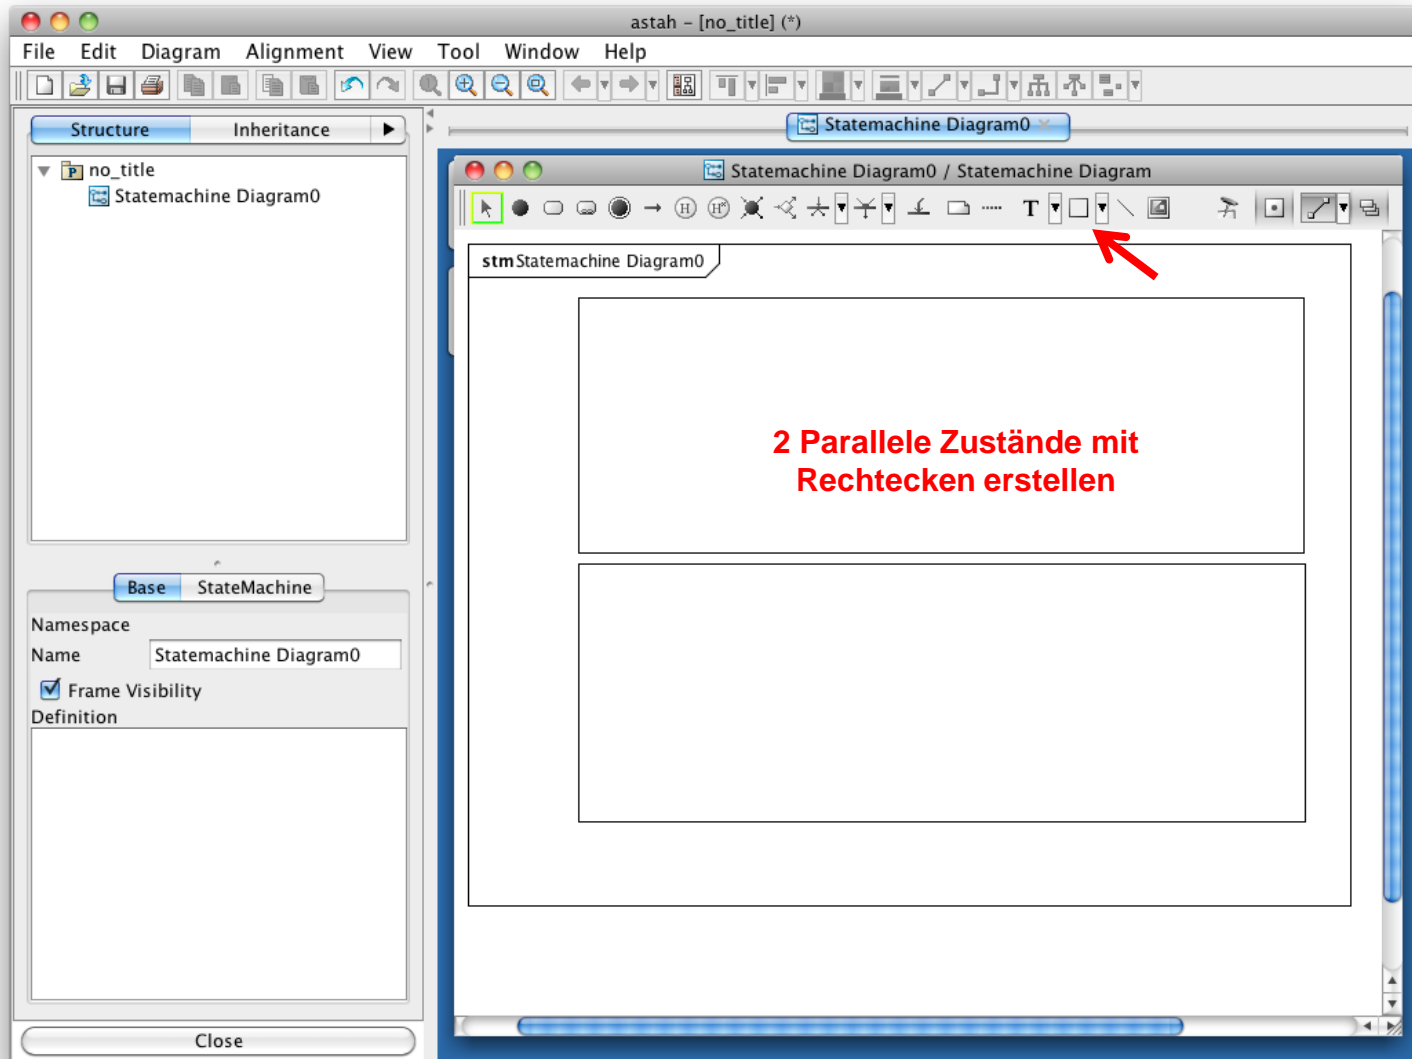 astah – [no_title] (*)
File Edit Diagram Alignment View Tool Window Help
Structure Inheritance
Statemachine Diagram0
no_title
Statemachine Diagram0
Statemachine Diagram0 / Statemachine Diagram
H H* T
stm Statemachine Diagram0
2 Parallele Zustände mit
Rechtecken erstellen
Base StateMachine
Namespace
Name Statemachine Diagram0
Frame Visibility
Definition
Close